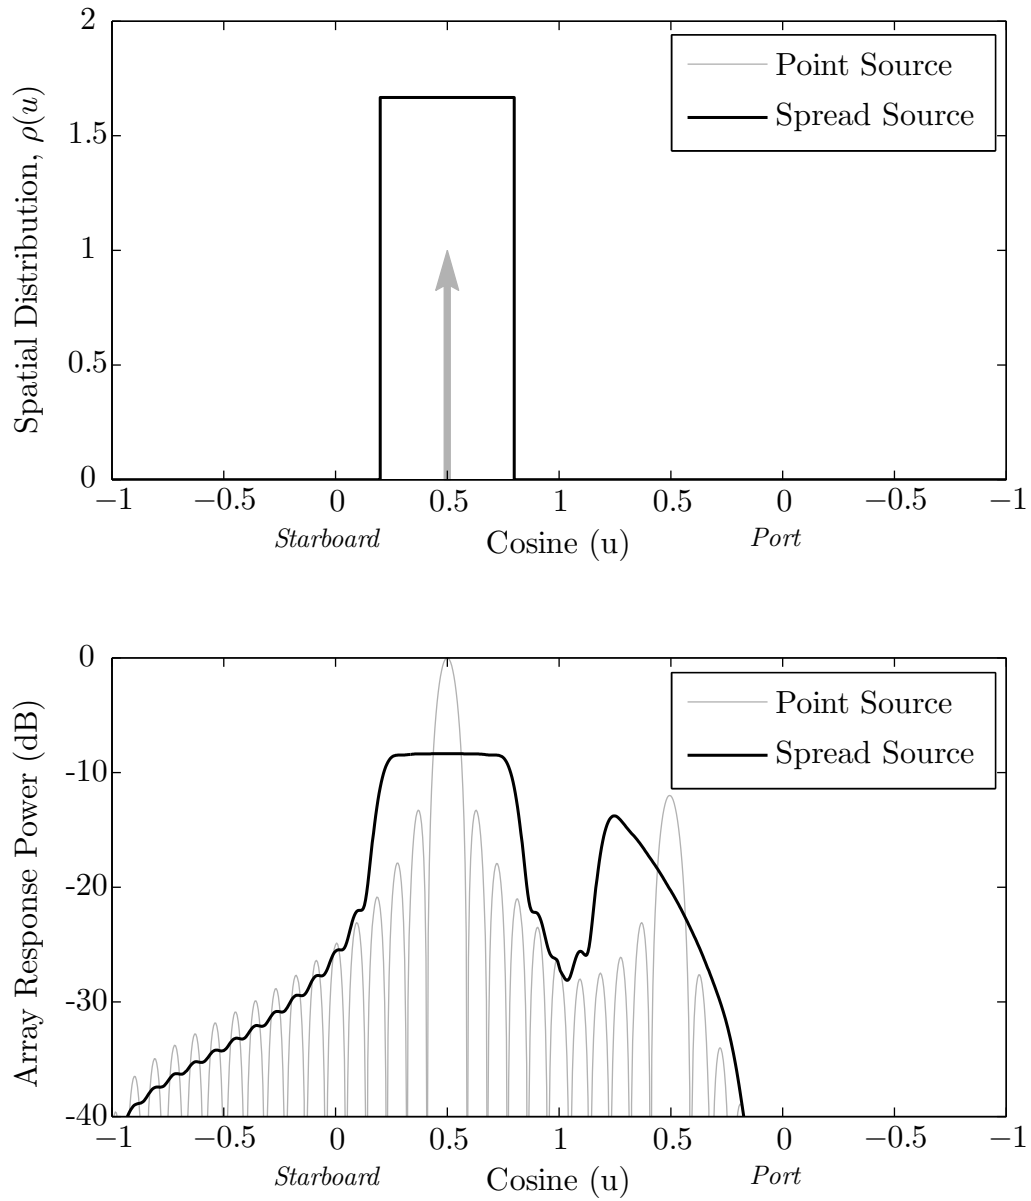 2
1.5
1
0.5
0
Spatial Distribution, ρ(u)
Point Source
Spread Source
−1 −0.5 0 0.5 1 0.5 0 −0.5 −1
Starboard Cosine (u) Port
0
-10
-20
-30
-40
Array Response Power (dB)
Point Source
Spread Source
−1 −0.5 0 0.5 1 0.5 0 −0.5 −1
Starboard Cosine (u) Port